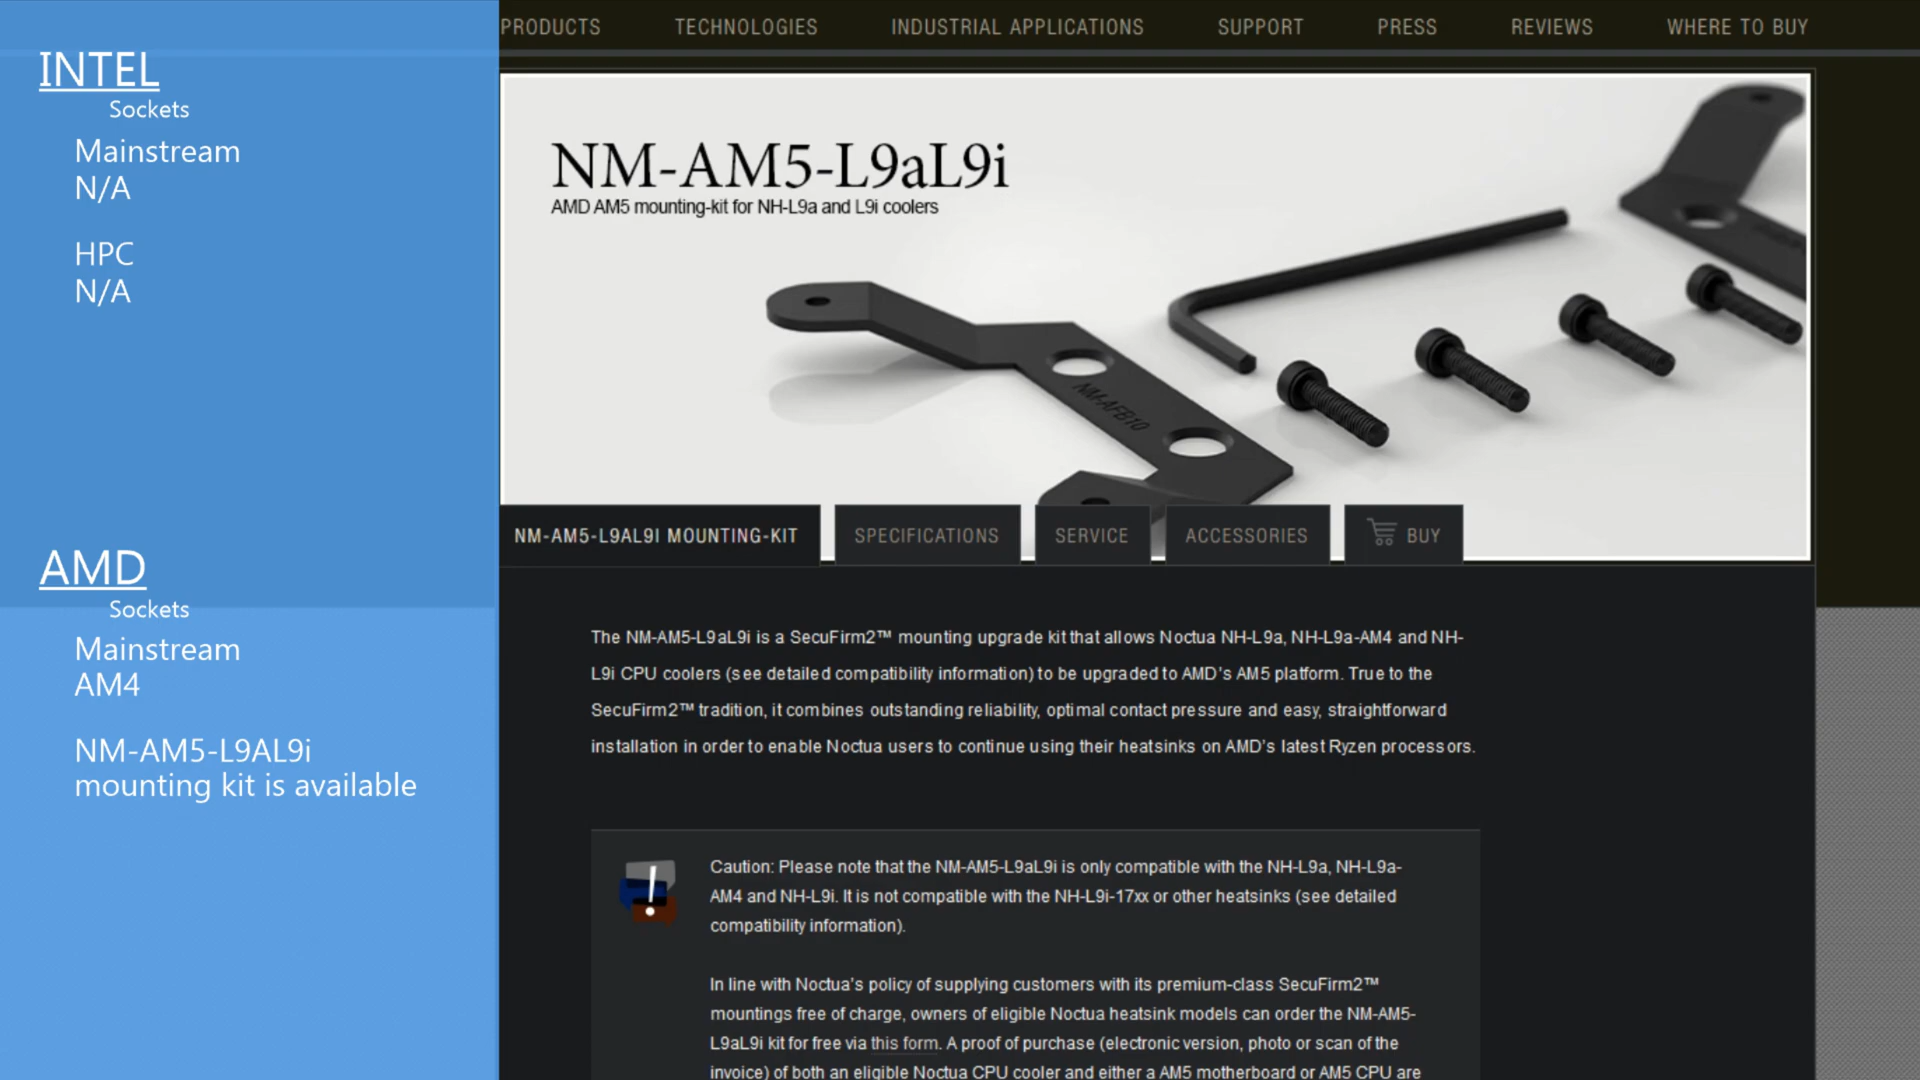 INTEL
Sockets
Mainstream
N/A
HPC
N/A
AMD
Sockets
Mainstream
AM4
NM-AM5-L9AL9i
mounting kit is available
PRODUCTS TECHNOLOGIES INDUSTRIAL APPLICATIONS SUPPORT PRESS REVIEWS WHERE TO BUY
NM-AM5-L9aL9i
AMD AM5 mounting-kit for NH-L9a and L9i coolers
NM-AFB10
NM-AM5-L9AL9I MOUNTING-KIT SPECIFICATIONS SERVICE ACCESSORIES BUY
The NM-AM5-L9aL9i is a SecuFirm2™ mounting upgrade kit that allows Noctua NH-L9a, NH-L9a-AM4 and NH-
L9i CPU coolers (see detailed compatibility information) to be upgraded to AMD's AM5 platform. True to the
SecuFirm2™ tradition, it combines outstanding reliability, optimal contact pressure and easy, straightforward
installation in order to enable Noctua users to continue using their heatsinks on AMD's latest Ryzen processors.
Caution: Please note that the NM-AM5-L9aL9i is only compatible with the NH-L9a, NH-L9a-
AM4 and NH-L9i. It is not compatible with the NH-L9i-17xx or other heatsinks (see detailed
compatibility information).
In line with Noctua's policy of supplying customers with its premium-class SecuFirm2™
mountings free of charge, owners of eligible Noctua heatsink models can order the NM-AM5-
L9aL9i kit for free via this form. A proof of purchase (electronic version, photo or scan of the
invoice) of both an eligible Noctua CPU cooler and either a AM5 motherboard or AM5 CPU are